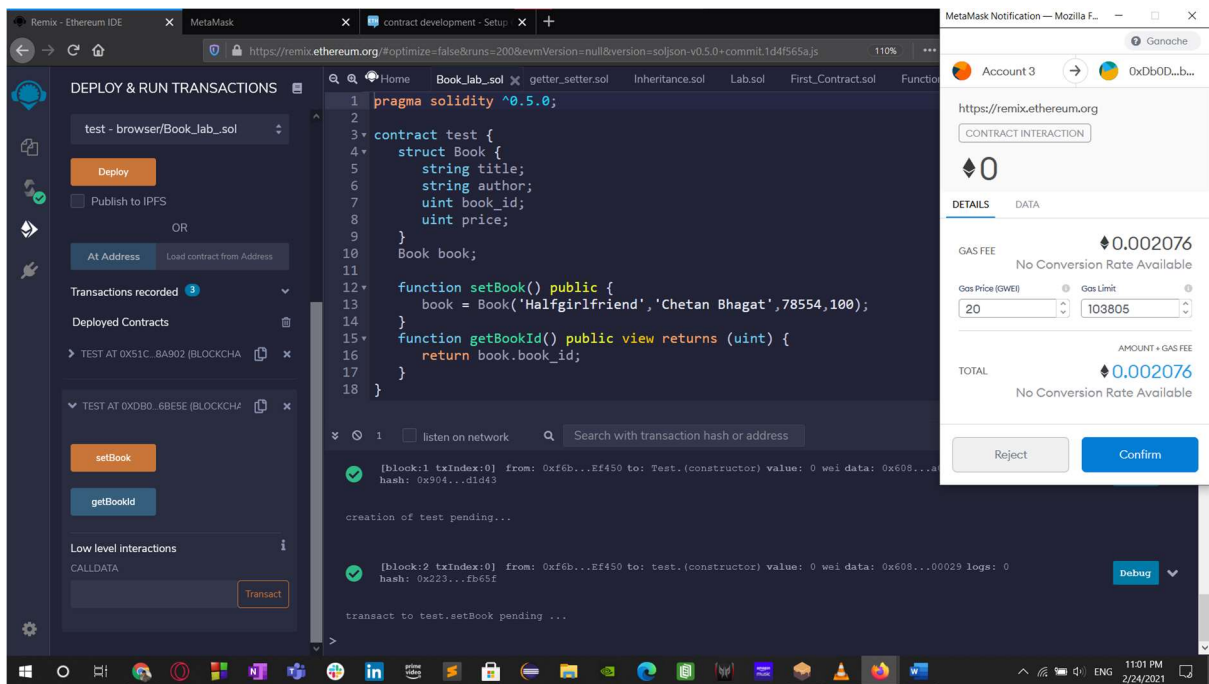 Remix - Ethereum IDE
MetaMask
contract development - Setup
https://remix.ethereum.org/#optimize=false&runs=200&evmVersion=null&version=soljson-v0.5.0+commit.1d4f565a.js
110%
DEPLOY & RUN TRANSACTIONS
test - browser/Book_lab_.sol
Deploy
Publish to IPFS
OR
At Address
Load contract from Address
Transactions recorded 3
Deployed Contracts
TEST AT 0X51C...8A902 (BLOCKCHA
TEST AT 0XDB0...6BE5E (BLOCKCHA
setBook
getBookId
Low level interactions
CALLDATA
Transact
Home Book_lab_.sol getter_setter.sol Inheritance.sol Lab.sol First_Contract.sol Function
1 pragma solidity ^0.5.0;
2
3 contract test {
4 struct Book {
5 string title;
6 string author;
7 uint book_id;
8 uint price;
9 }
10 Book book;
11
12 function setBook() public {
13 book = Book('Halfgirlfriend','Chetan Bhagat',78554,100);
14 }
15 function getBookId() public view returns (uint) {
16 return book.book_id;
17 }
18 }
1 listen on network Search with transaction hash or address
[block:1 txIndex:0] from: 0xf6b...Ef450 to: Test.(constructor) value: 0 wei data: 0x608...a0
hash: 0x904...d1d43
creation of test pending...
[block:2 txIndex:0] from: 0xf6b...Ef450 to: test.(constructor) value: 0 wei data: 0x608...00029 logs: 0
hash: 0x223...fb65f
Debug
transact to test.setBook pending ...
>
MetaMask Notification — Mozilla F...
Ganache
Account 3
0xDb0D...b...
https://remix.ethereum.org
CONTRACT INTERACTION
0
DETAILS DATA
GAS FEE 0.002076
No Conversion Rate Available
Gas Price (GWEI) Gas Limit
20 103805
AMOUNT + GAS FEE
TOTAL 0.002076
No Conversion Rate Available
Reject Confirm
prime video
music
ENG
11:01 PM
2/24/2021